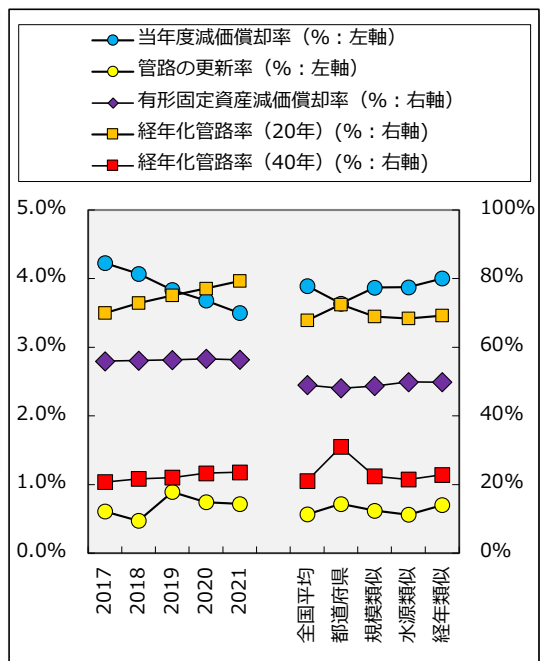 当年度減価償却率（%：左軸）
管路の更新率（%：左軸）
有形固定資産減価償却率（%：右軸）
経年化管路率（20年）(%：右軸)
経年化管路率（40年）(%：右軸)
5.0% 100%
4.0% 80%
3.0% 60%
2.0% 40%
1.0% 20%
0.0% 0%
2017
2018
2019
2020
2021
全国平均
都道府県
規模類似
水源類似
経年類似